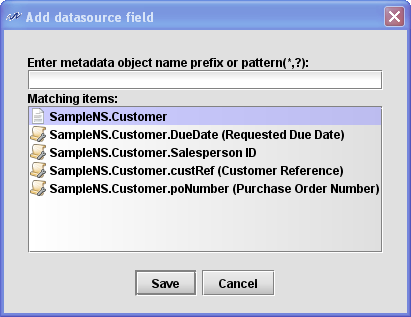 Add datasource field
Enter metadata object name prefix or pattern(*,?):
Matching items:
SampleNS.Customer
SampleNS.Customer.DueDate (Requested Due Date)
SampleNS.Customer.Salesperson ID
SampleNS.Customer.custRef (Customer Reference)
SampleNS.Customer.poNumber (Purchase Order Number)
Save Cancel